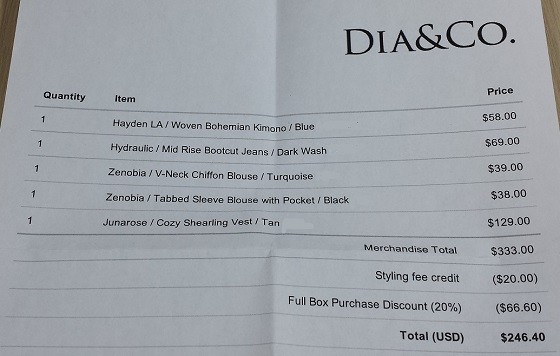 DIA&CO.
Quantity Item Price
1 Hayden LA / Woven Bohemian Kimono / Blue $58.00
1 Hydraulic / Mid Rise Bootcut Jeans / Dark Wash $69.00
1 Zenobia / V-Neck Chiffon Blouse / Turquoise $39.00
1 Zenobia / Tabbed Sleeve Blouse with Pocket / Black $38.00
1 Junarose / Cozy Shearling Vest / Tan $129.00
Merchandise Total $333.00
Styling fee credit ($20.00)
Full Box Purchase Discount (20%) ($66.60)
Total (USD) $246.40